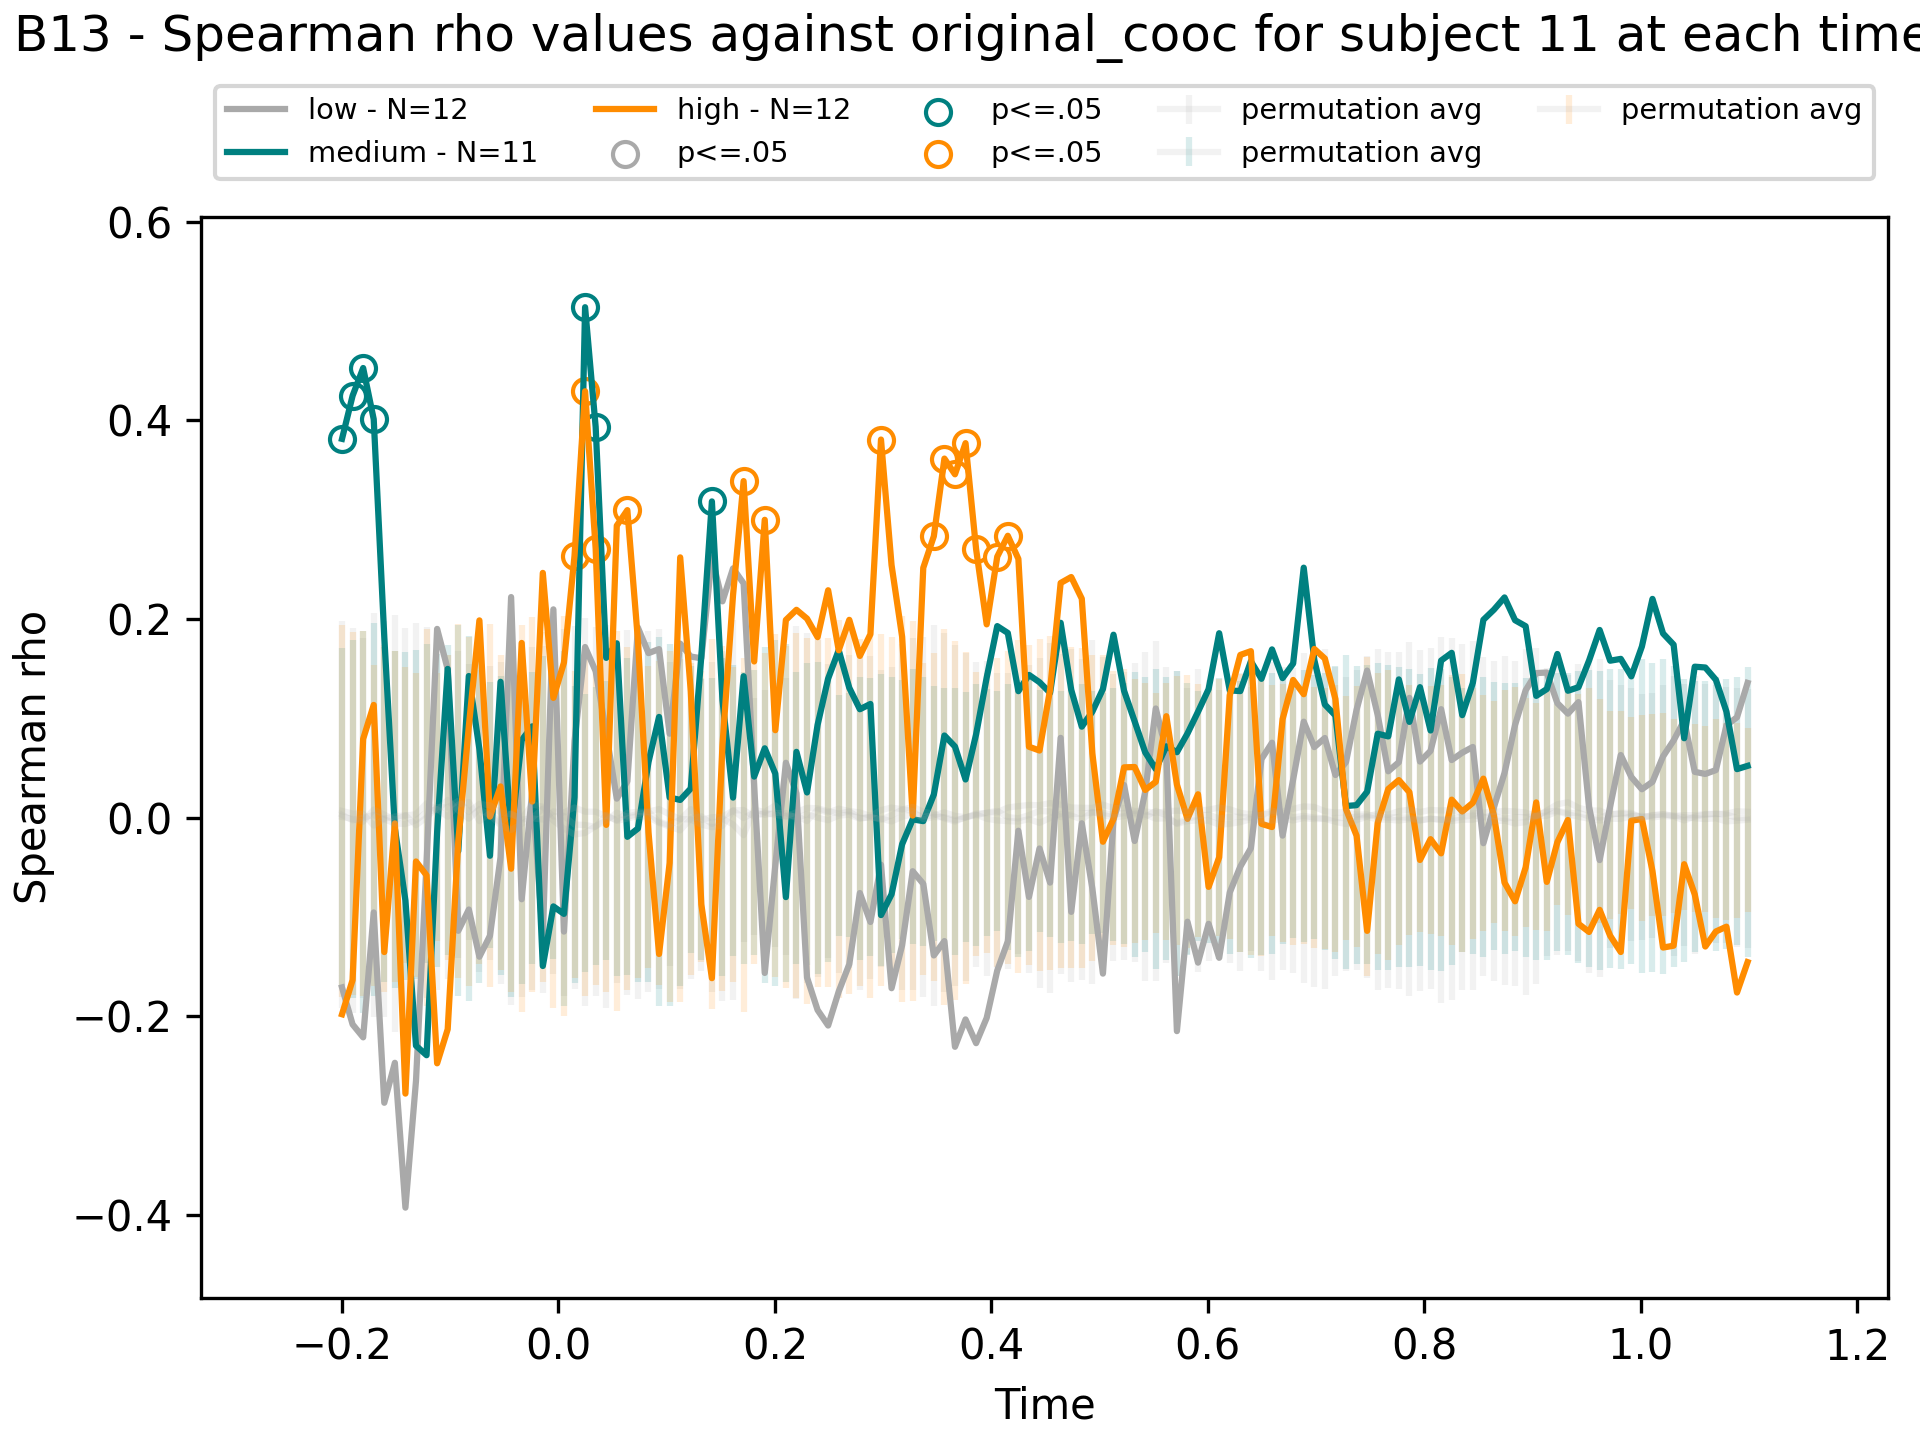 B13 - Spearman rho values against original_cooc for subject 11 at each time
low - N=12 high - N=12 p<=.05 permutation avg permutation avg
medium - N=11 p<=.05 p<=.05 permutation avg
0.6
0.4
0.2
0.0
−0.2
−0.4
Spearman rho
−0.2 0.0 0.2 0.4 0.6 0.8 1.0 1.2
Time